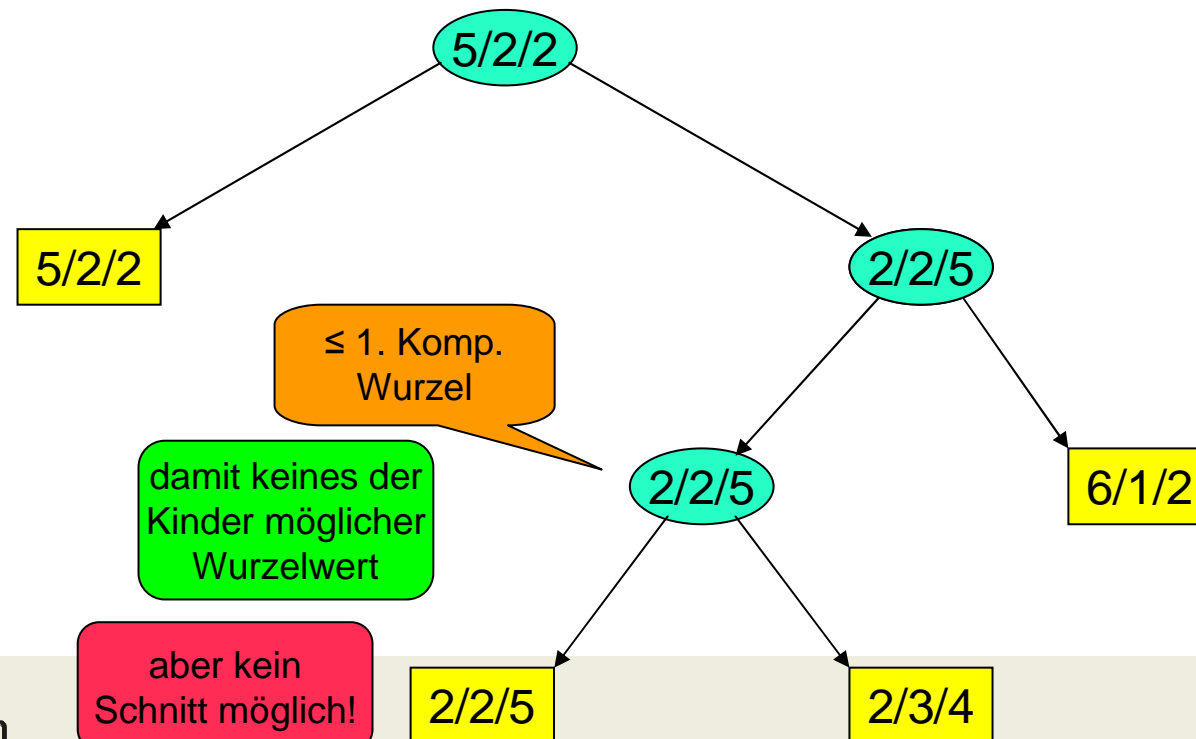 5/2/2
5/2/2
2/2/5
≤ 1. Komp.
Wurzel
2/2/5
6/1/2
damit keines der
Kinder möglicher
Wurzelwert
aber kein
Schnitt möglich!
2/2/5
2/3/4